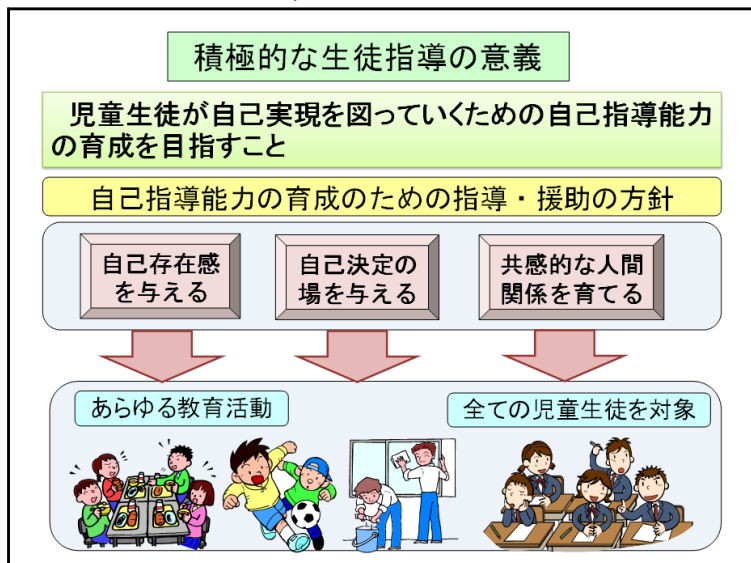 積極的な生徒指導の意義
児童生徒が自己実現を図っていくための自己指導能力
の育成を目指すこと
自己指導能力の育成のための指導・援助の方針
自己存在感
を与える
自己決定の
場を与える
共感的な人間
関係を育てる
あらゆる教育活動
全ての児童生徒を対象